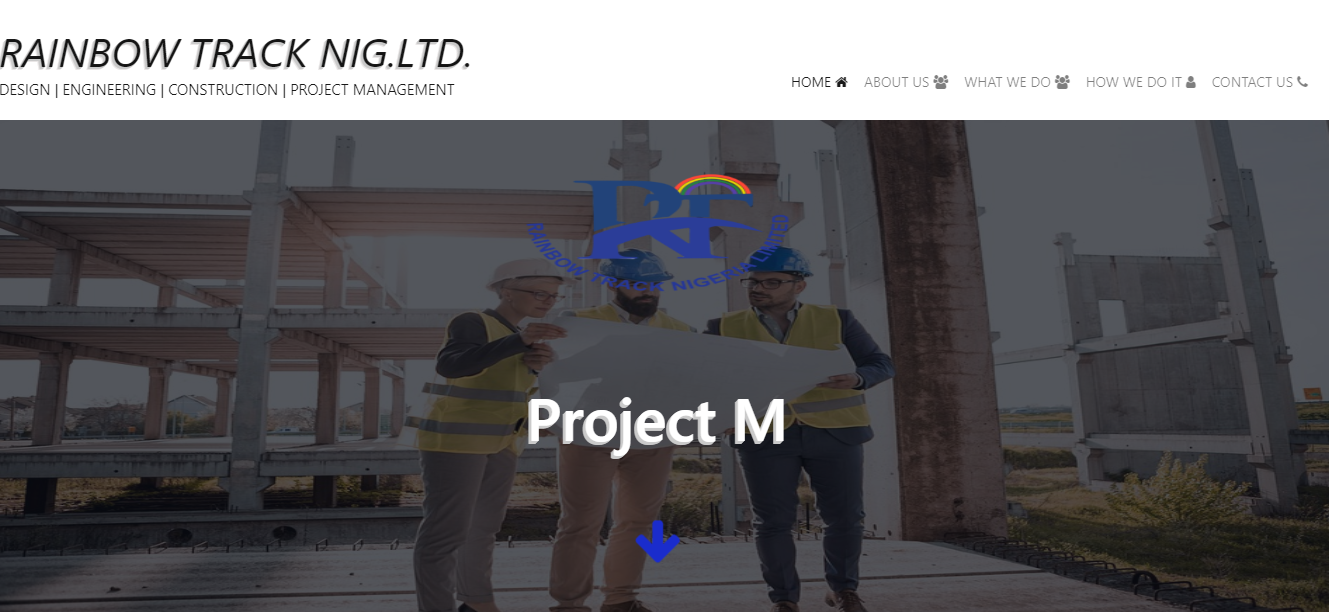 RAINBOW TRACK NIG.LTD.
DESIGN | ENGINEERING | CONSTRUCTION | PROJECT MANAGEMENT
HOME ABOUT US WHAT WE DO HOW WE DO IT CONTACT US
RAINBOW TRACK NIGERIA LIMITED
Project M